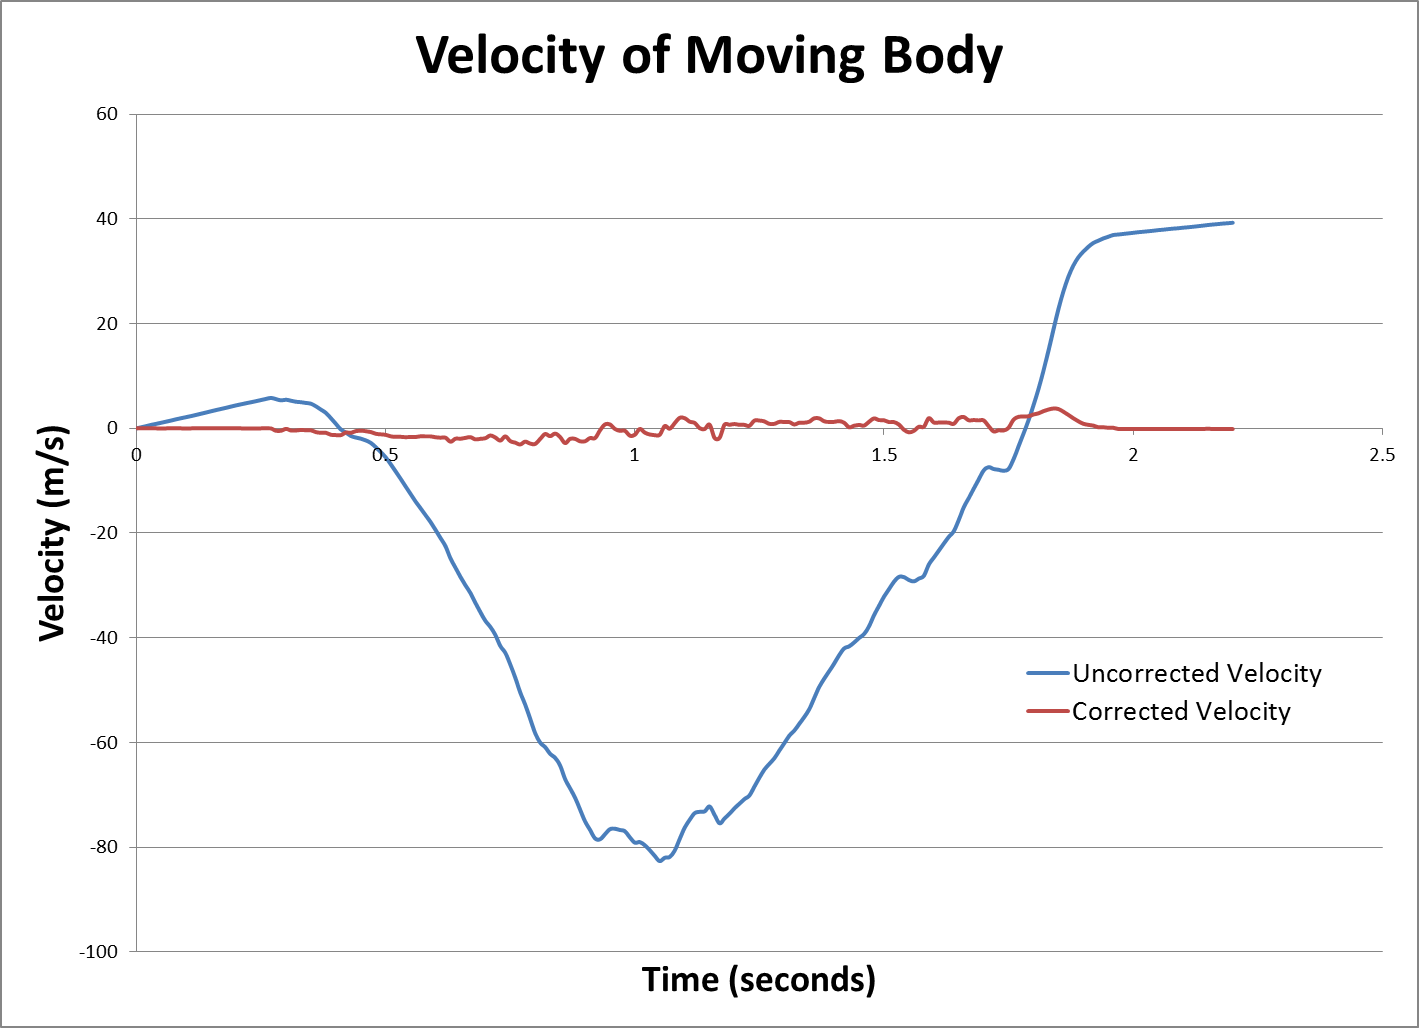 Velocity of Moving Body
60
40
20
0
-20
-40
-60
-80
-100
0 0.5 1 1.5 2 2.5
Velocity (m/s)
Time (seconds)
Uncorrected Velocity
Corrected Velocity